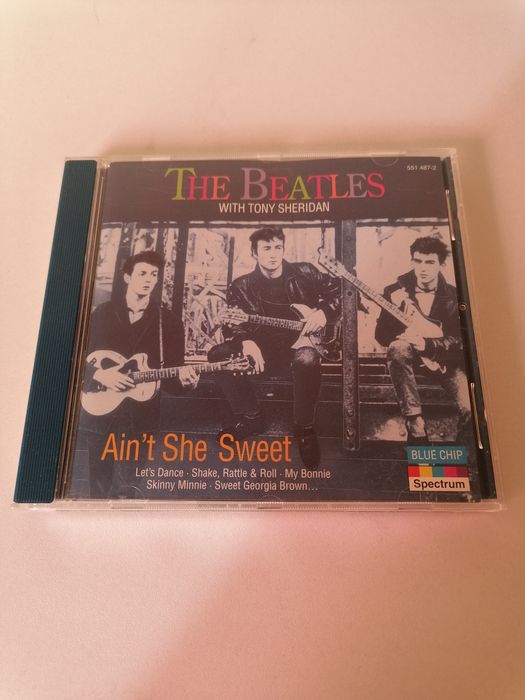 551 487-2
THE BEATLES
WITH TONY SHERIDAN
Ain't She Sweet
Let's Dance · Shake, Rattle & Roll · My Bonnie
Skinny Minnie · Sweet Georgia Brown...
BLUE CHIP
Spectrum